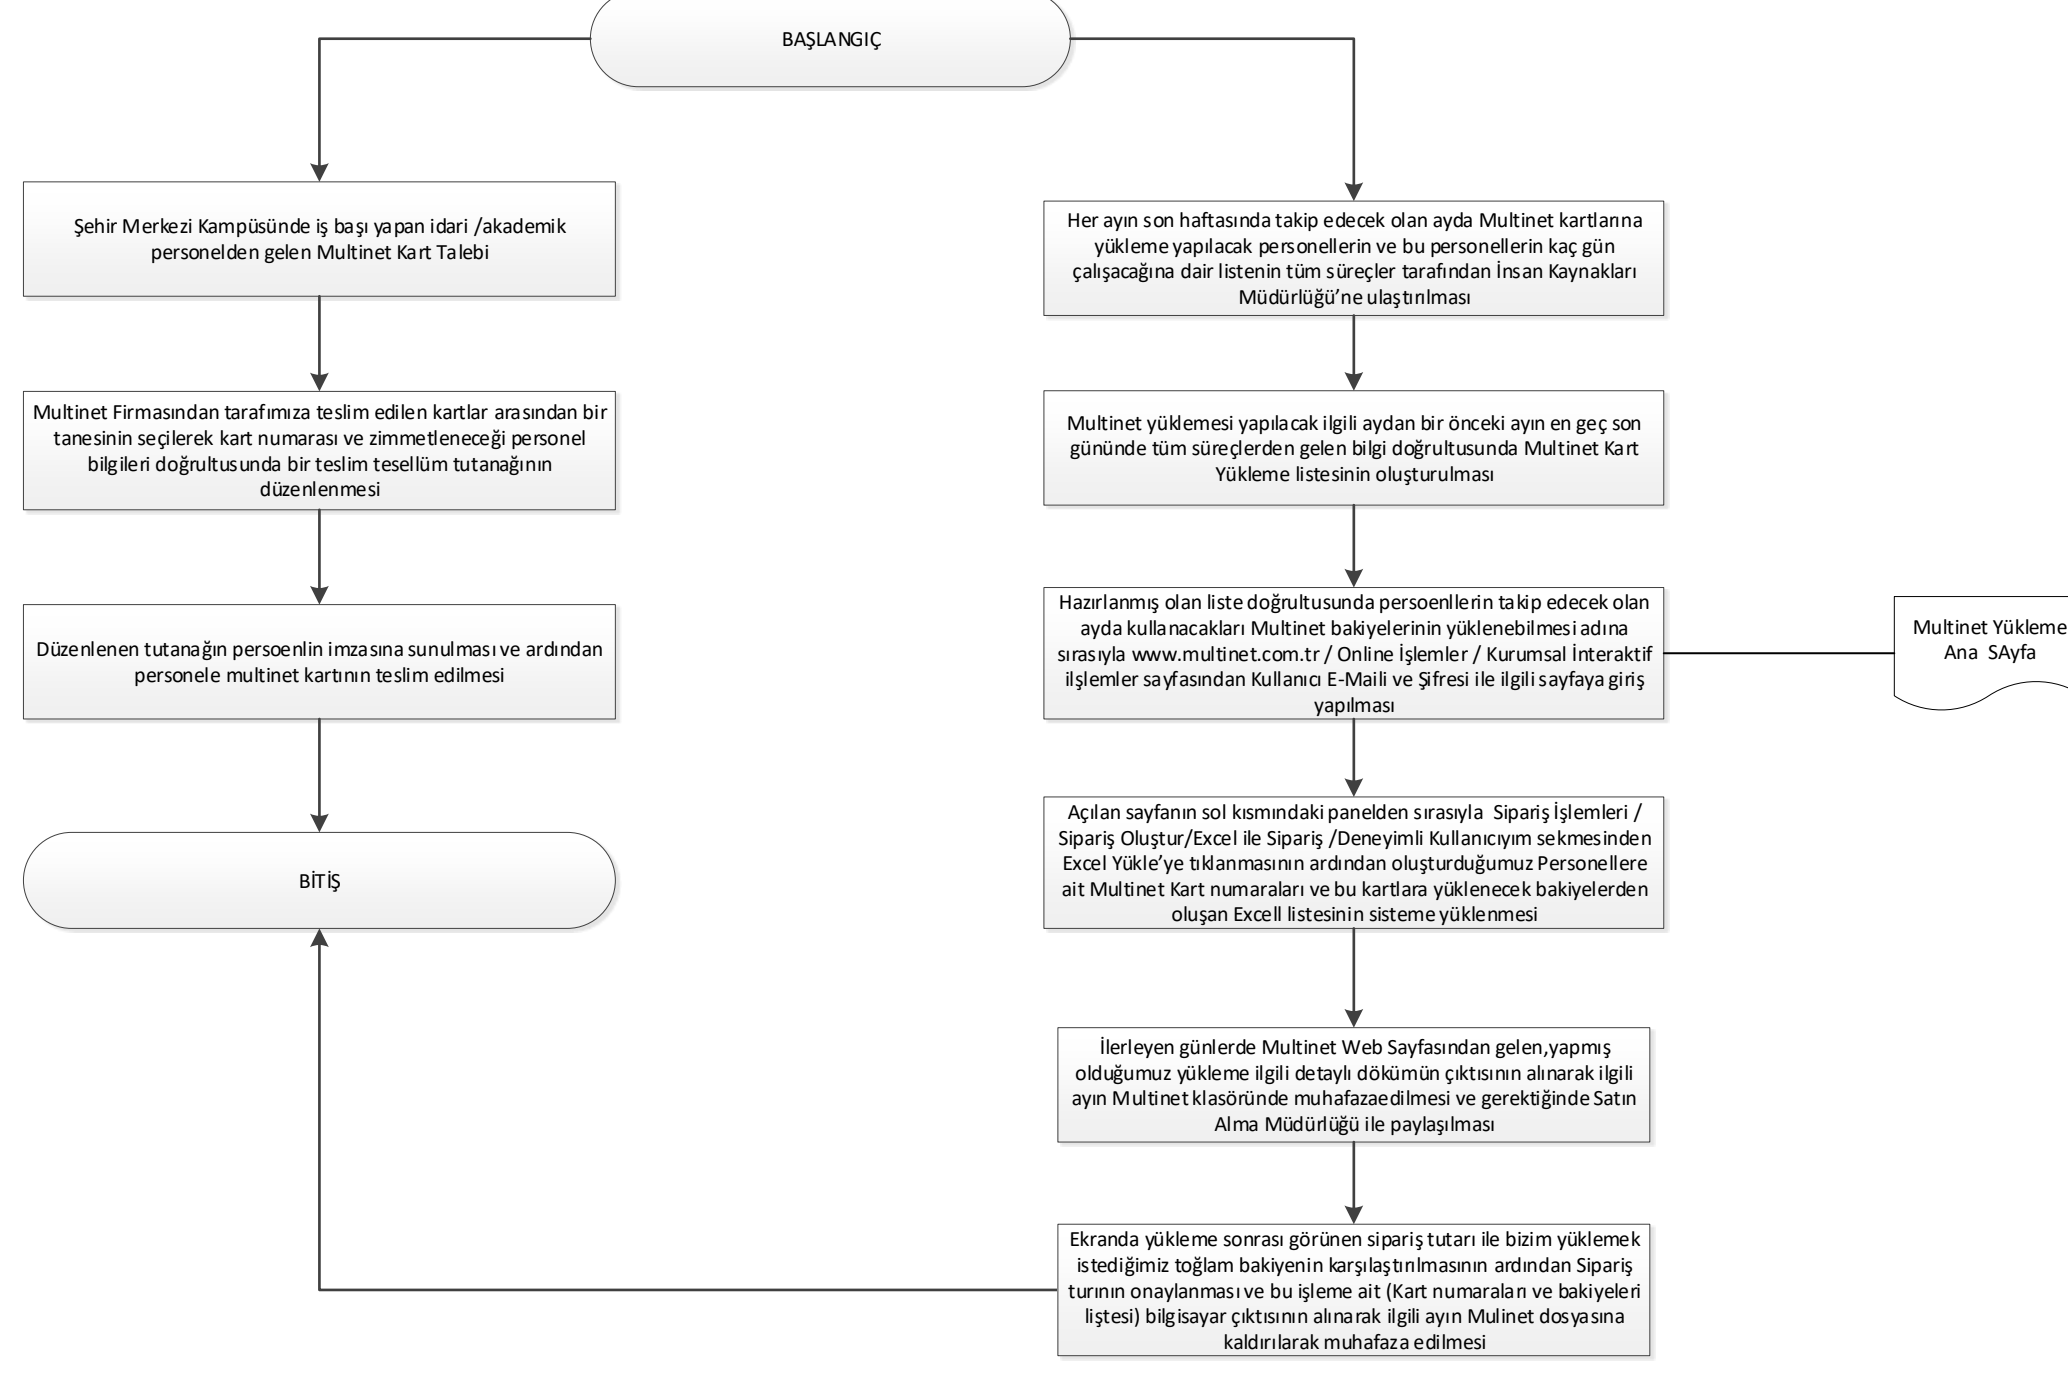 BAŞLANGIÇ
Şehir Merkezi Kampüsünde iş başı yapan idari /akademik
personelden gelen Multinet Kart Talebi
Multinet Firmasından tarafımıza teslim edilen kartlar arasından bir
tanesinin seçilerek kart numarası ve zimmetleneceği personel
bilgileri doğrultusunda bir teslim tesellüm tutanağının
düzenlenmesi
Düzenlenen tutanağın persoenlin imzasına sunulması ve ardından
personele multinet kartının teslim edilmesi
BİTİŞ
Her ayın son haftasında takip edecek olan ayda Multinet kartlarına
yükleme yapılacak personellerin ve bu personellerin kaç gün
çalışacağına dair listenin tüm süreçler tarafından İnsan Kaynakları
Müdürlüğü’ne ulaştırılması
Multinet yüklemesi yapılacak ilgili aydan bir önceki ayın en geç son
gününde tüm süreçlerden gelen bilgi doğrultusunda Multinet Kart
Yükleme listesinin oluşturulması
Hazırlanmış olan liste doğrultusunda persoenllerin takip edecek olan
ayda kullanacakları Multinet bakiyelerinin yüklenebilmesi adına
sırasıyla www.multinet.com.tr / Online İşlemler / Kurumsal İnteraktif
ilşlemler sayfasından Kullanıcı E-Maili ve Şifresi ile ilgili sayfaya giriş
yapılması
Multinet Yükleme
Ana SAyfa
Açılan sayfanın sol kısmındaki panelden sırasıyla Sipariş İşlemleri /
Sipariş Oluştur/Excel ile Sipariş /Deneyimli Kullanıcıyım sekmesinden
Excel Yükle’ye tıklanmasının ardından oluşturduğumuz Personellere
ait Multinet Kart numaraları ve bu kartlara yüklenecek bakiyelerden
oluşan Excell listesinin sisteme yüklenmesi
İlerleyen günlerde Multinet Web Sayfasından gelen,yapmış
olduğumuz yükleme ilgili detaylı dökümün çıktısının alınarak ilgili
ayın Multinet klasöründe muhafazaedilmesi ve gerektiğinde Satın
Alma Müdürlüğü ile paylaşılması
Ekranda yükleme sonrası görünen sipariş tutarı ile bizim yüklemek
istediğimiz toğlam bakiyenin karşılaştırılmasının ardından Sipariş
turının onaylanması ve bu işleme ait (Kart numaraları ve bakiyeleri
liştesi) bilgisayar çıktısının alınarak ilgili ayın Mulinet dosyasına
kaldırılarak muhafaza edilmesi